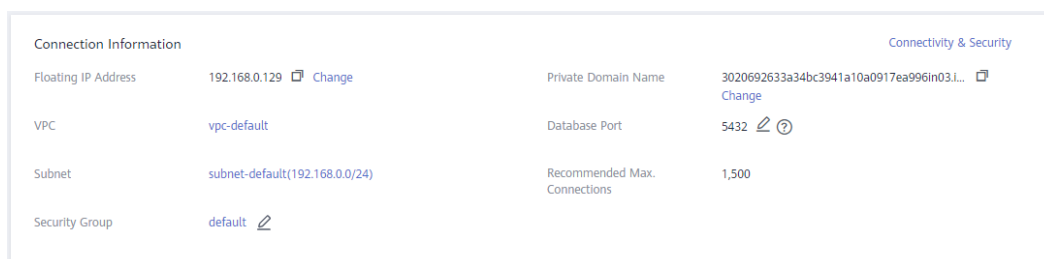 Connection Information
Connectivity & Security
Floating IP Address 192.168.0.129 Change
Private Domain Name 3020692633a34bc3941a10a0917ea996in03.i...
Change
VPC vpc-default
Database Port 5432
Subnet subnet-default(192.168.0.0/24)
Recommended Max. 1,500
Connections
Security Group default